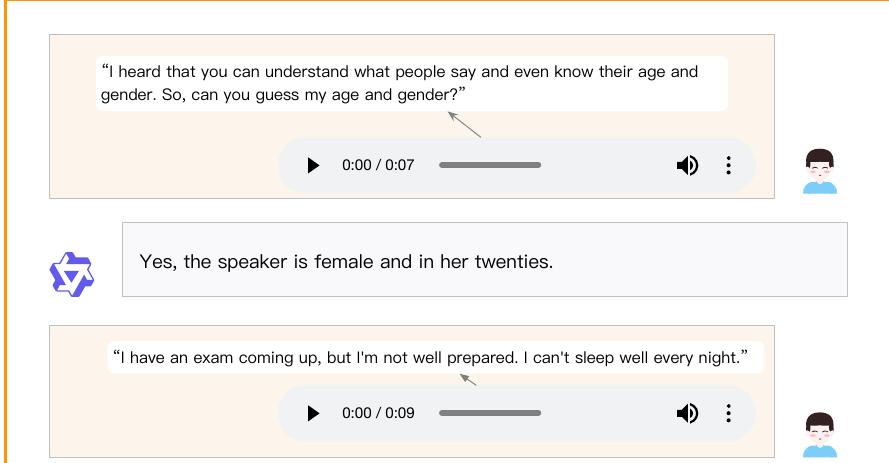 “I heard that you can understand what people say and even know their age and
gender. So, can you guess my age and gender?”
0:00 / 0:07
Yes, the speaker is female and in her twenties.
“I have an exam coming up, but I'm not well prepared. I can't sleep well every night.”
0:00 / 0:09